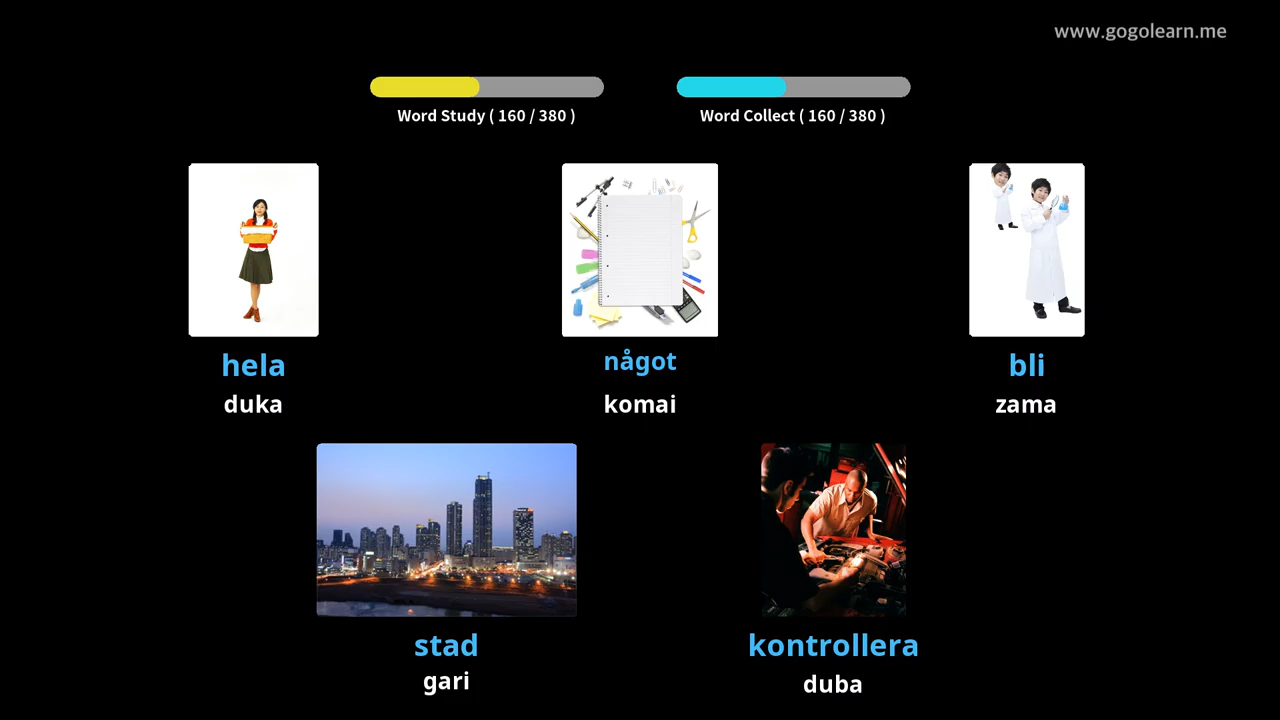 www.gogolearn.me
Word Study ( 160 / 380 )
Word Collect ( 160 / 380 )
hela
duka
något
komai
bli
zama
stad
gari
kontrollera
duba